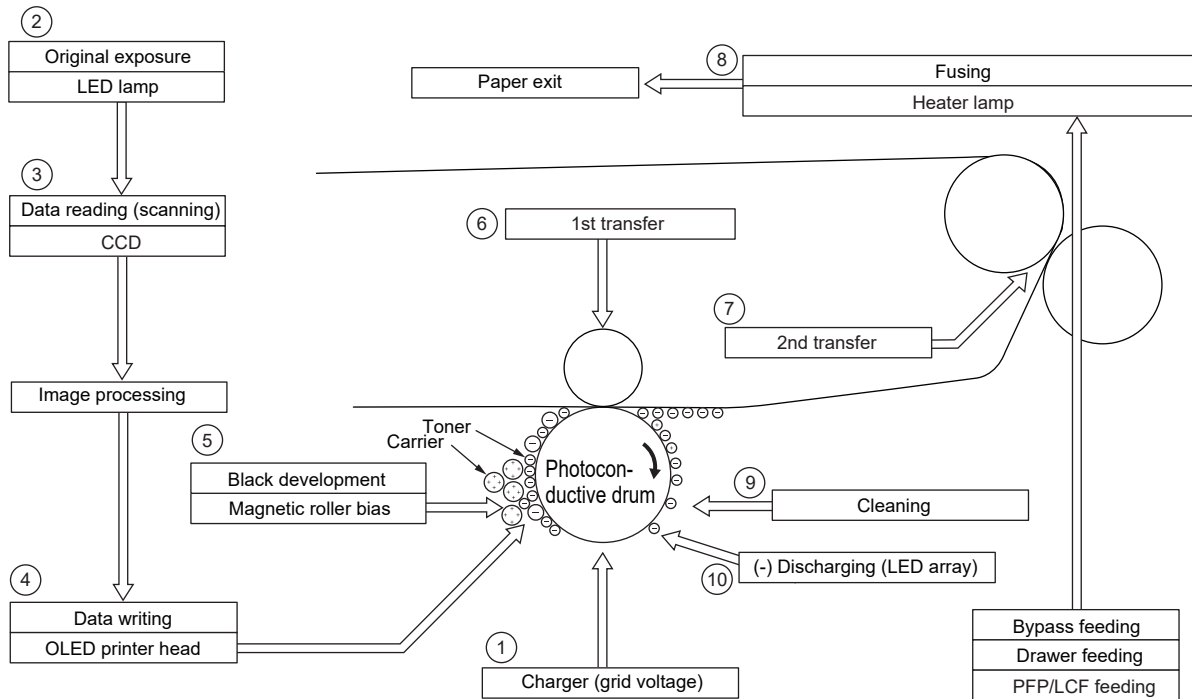 2
Original exposure
LED lamp
3
Data reading (scanning)
CCD
Image processing
4
Data writing
OLED printer head
5
Black development
Magnetic roller bias
Toner
Carrier
Photocon-
ductive drum
6
1st transfer
7
2nd transfer
8
Fusing
Heater lamp
Paper exit
9
Cleaning
10
(-) Discharging (LED array)
1
Charger (grid voltage)
Bypass feeding
Drawer feeding
PFP/LCF feeding